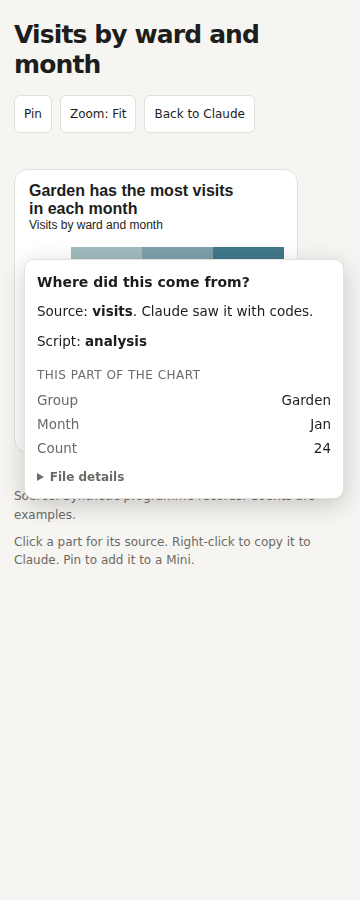 Visits by ward and
month
Pin
Zoom: Fit
Back to Claude
Garden has the most visits
in each month
Visits by ward and month
Where did this come from?
Source: visits. Claude saw it with codes.
Script: analysis
THIS PART OF THE CHART
Group Garden
Month Jan
Count 24
File details
examples.
Click a part for its source. Right-click to copy it to
Claude. Pin to add it to a Mini.